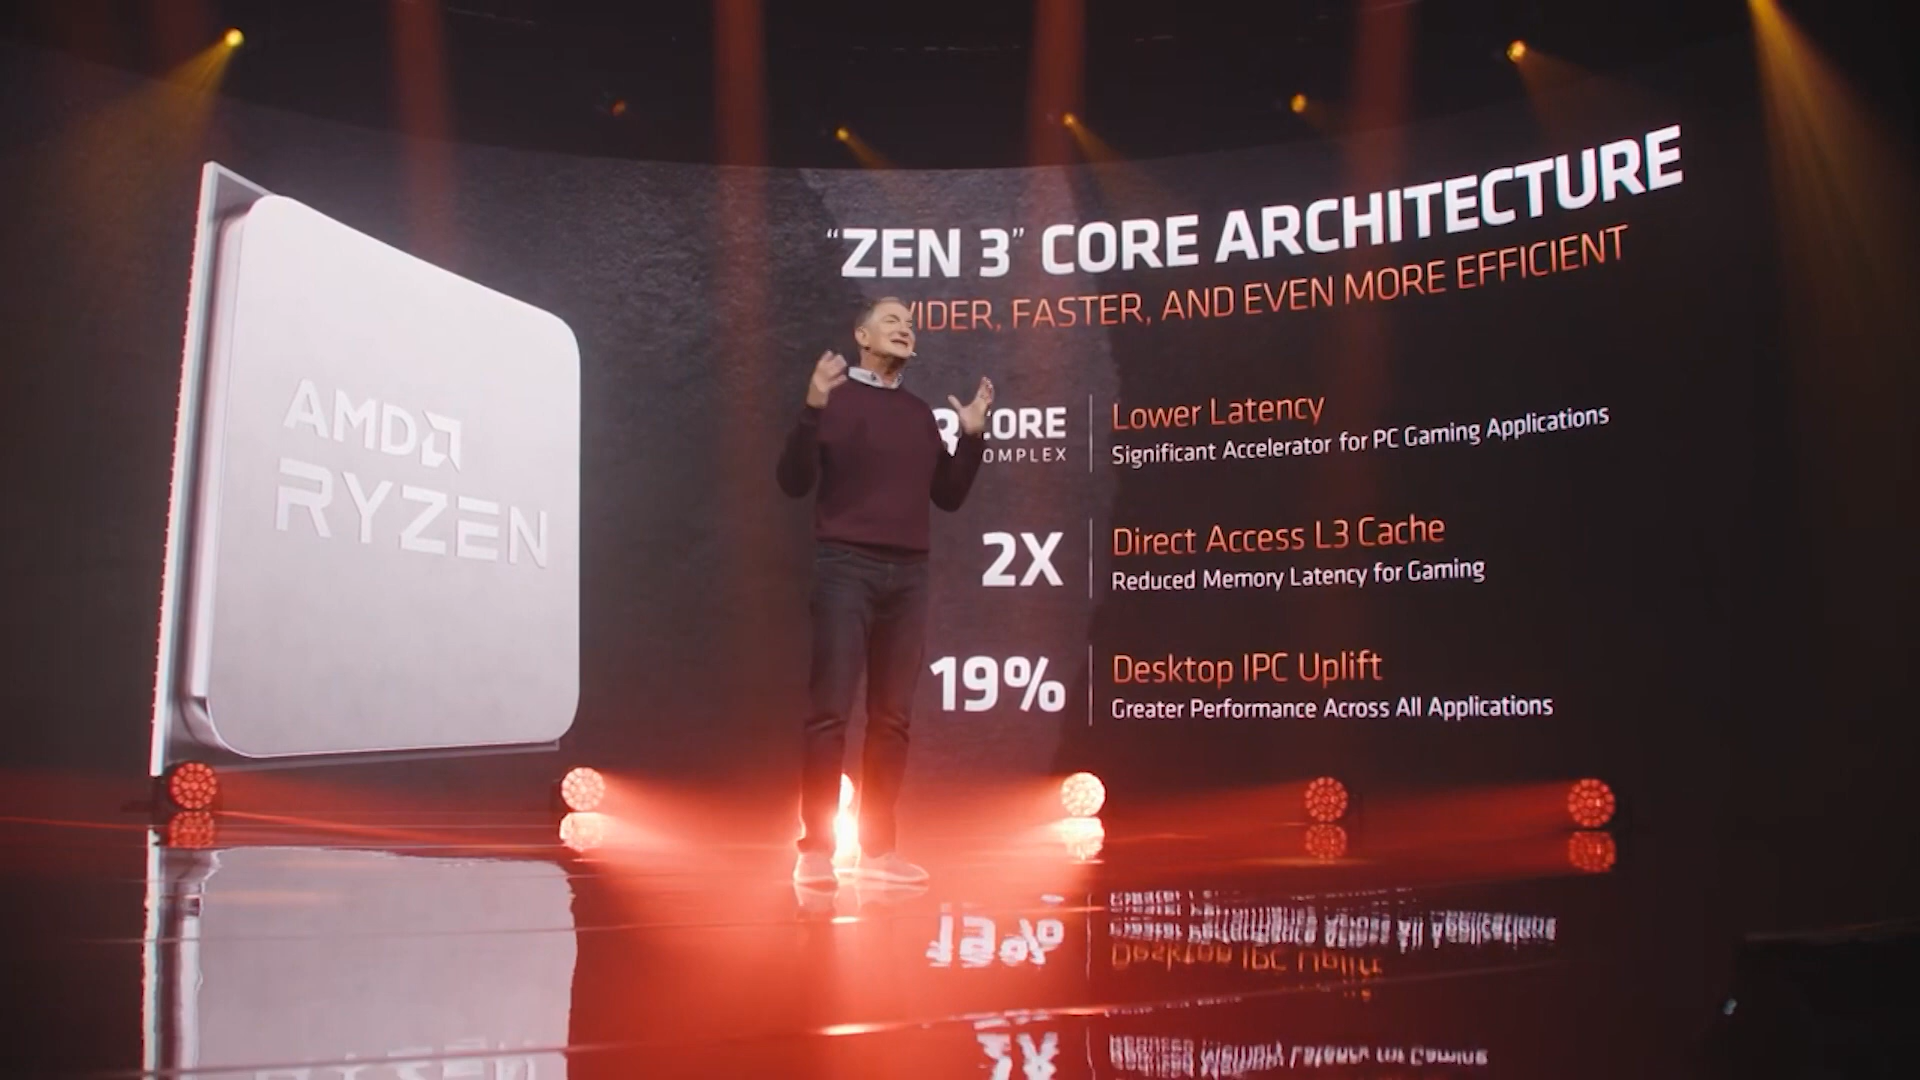 AMD
RYZEN
“ZEN 3” CORE ARCHITECTURE
FASTER, AND EVEN MORE EFFICIENT
Lower Latency
Significant Accelerator for PC Gaming Applications
2X
Direct Access L3 Cache
Reduced Memory Latency for Gaming
19%
Desktop IPC Uplift
Greater Performance Across All Applications